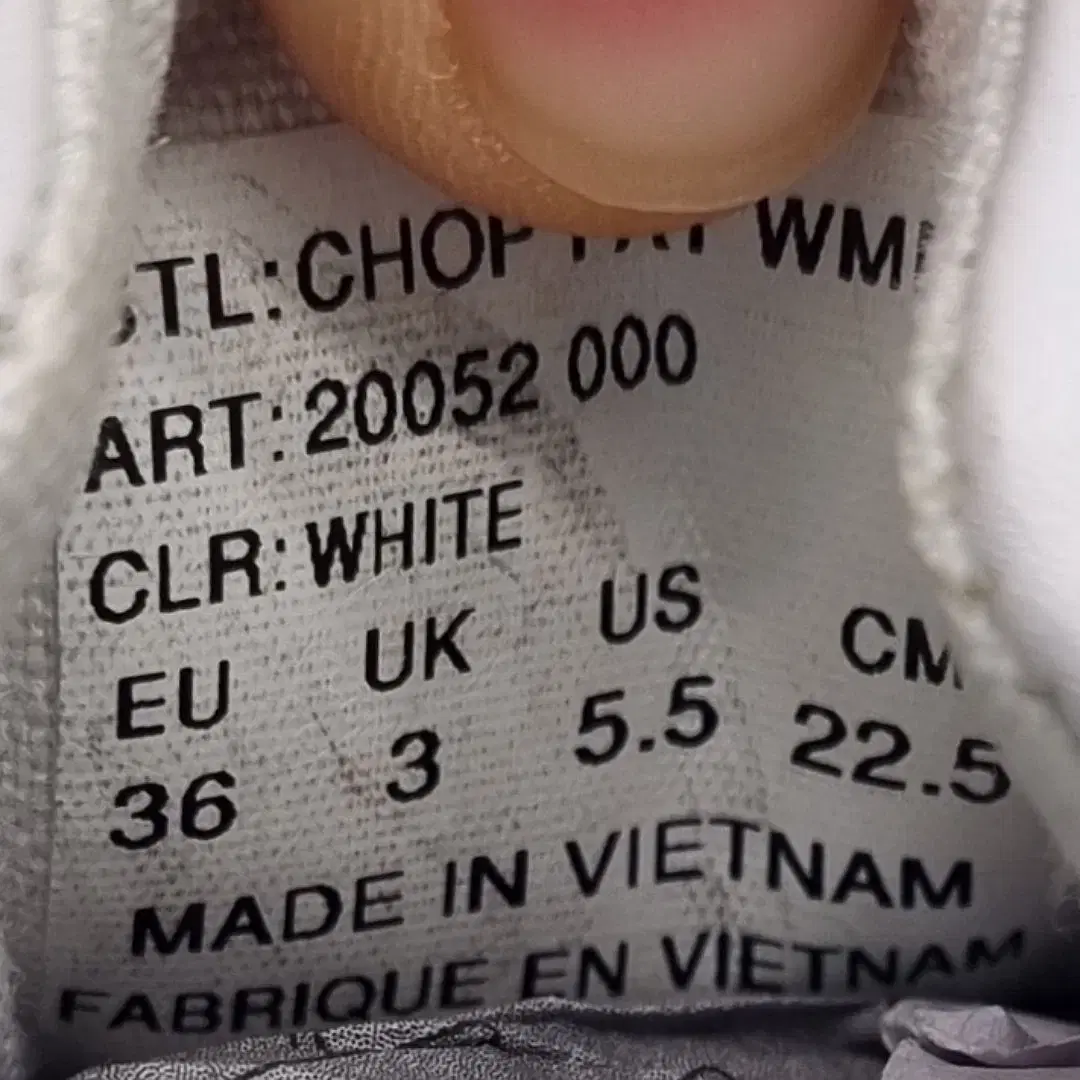 STL: CHOP WMN
ART: 20052 000
CLR: WHITE
EU UK US CM
36 3 5.5 22.5
MADE IN VIETNAM
FABRIQUE EN VIETNAM